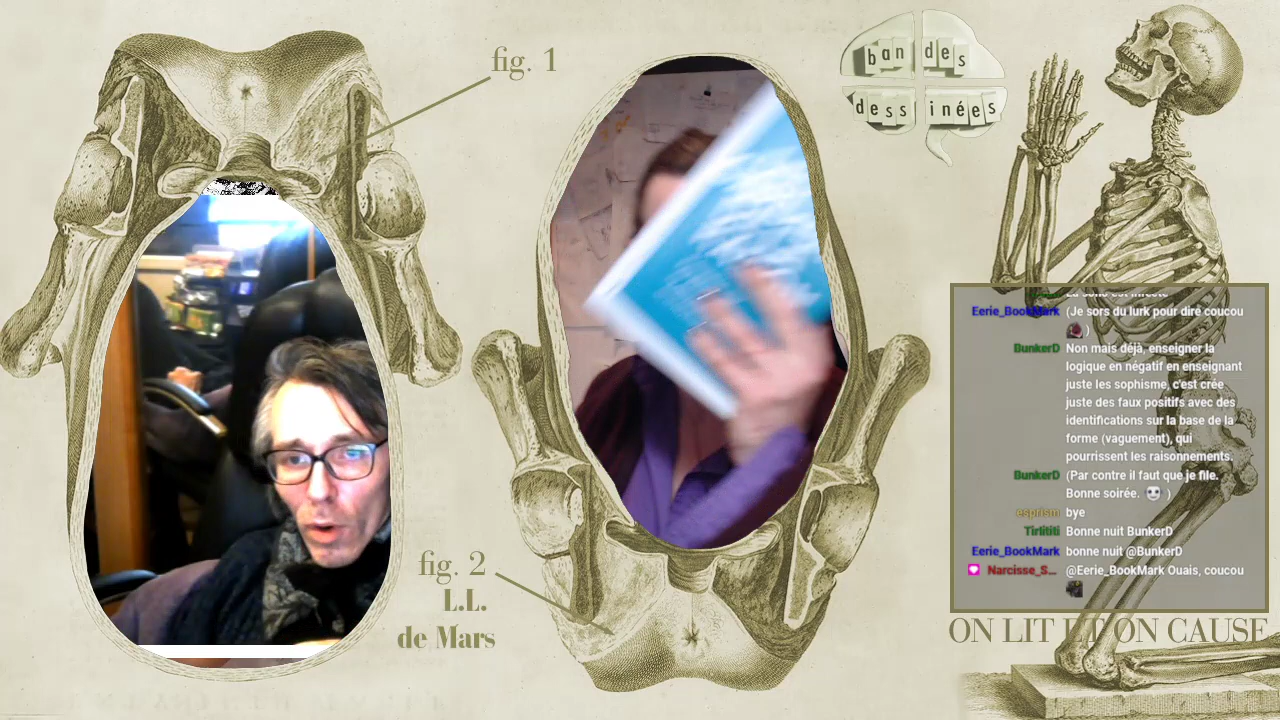 fig. 1
fig. 2
L.L.
de Mars
ban des
dess inées
La sono est infecte
Eerie_BookMark (Je sors du lurk pour dire coucou
)
BunkerD Non mais déjà, enseigner la
logique en négatif en enseignant
juste les sophisme, c'est crée
juste des faux positifs avec des
identifications sur la base de la
forme (vaguement), qui
pourrissent les raisonnements.
BunkerD (Par contre il faut que je file.
Bonne soirée. )
esprism bye
Tirlititi Bonne nuit BunkerD
Eerie_BookMark bonne nuit @BunkerD
Narcisse_S... @Eerie_BookMark Ouais, coucou
ON LIT ET ON CAUSE